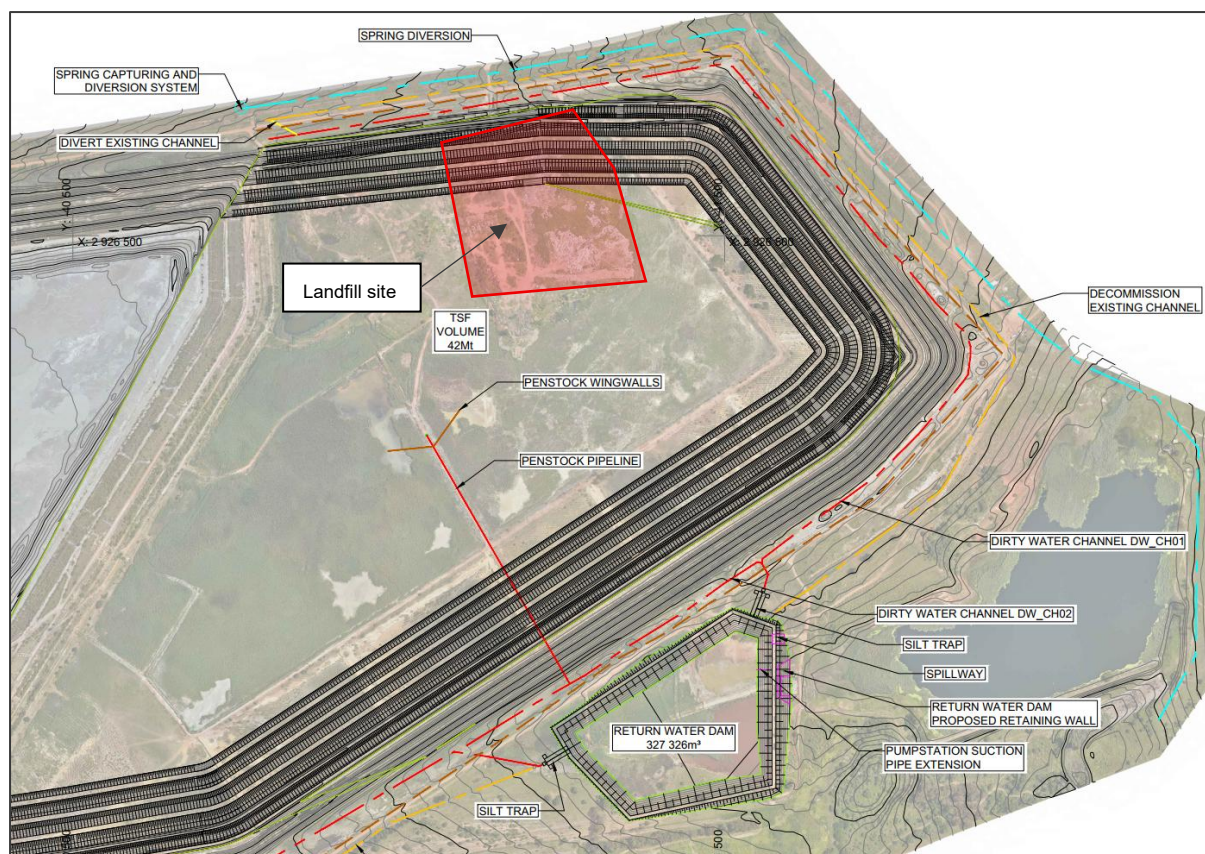 SPRING DIVERSION
SPRING CAPTURING AND
DIVERSION SYSTEM
DIVERT EXISTING CHANNEL
X: 2 926 500
Landfill site
TSF
VOLUME
42Mt
DECOMMISSION
EXISTING CHANNEL
PENSTOCK WINGWALLS
PENSTOCK PIPELINE
DIRTY WATER CHANNEL DW_CH01
DIRTY WATER CHANNEL DW_CH02
SILT TRAP
SPILLWAY
RETURN WATER DAM
PROPOSED RETAINING WALL
RETURN WATER DAM
327 326m³
PUMPSTATION SUCTION
PIPE EXTENSION
SILT TRAP
500